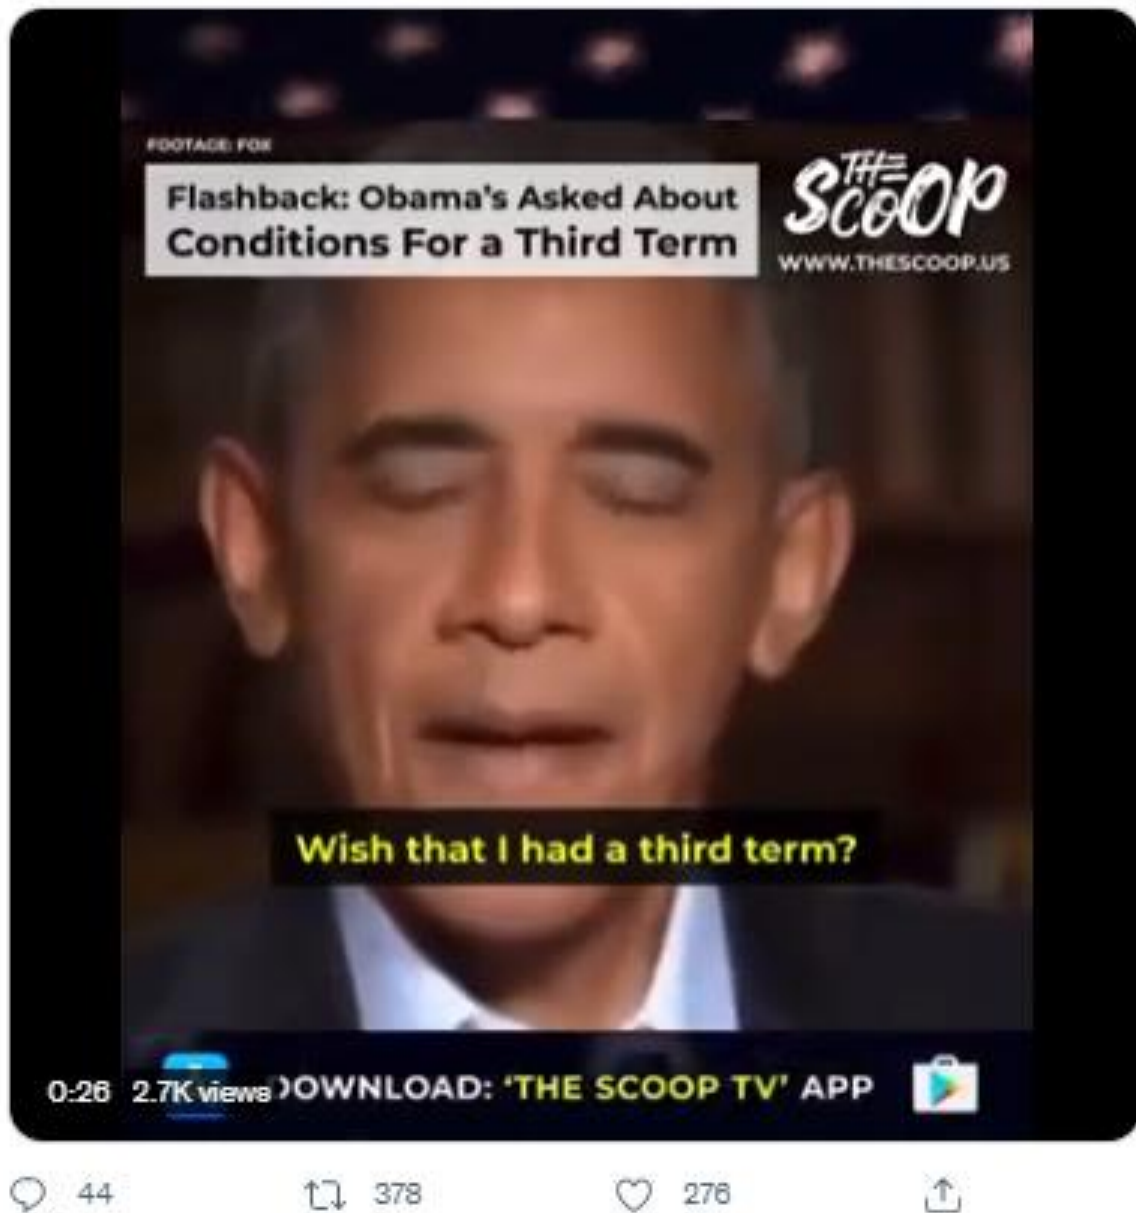 FOOTAGE: FOX
Flashback: Obama's Asked About
Conditions For a Third Term
THE
SCOOP
WWW.THESCOOP.US
Wish that I had a third term?
0:26 2.7K views
DOWNLOAD: 'THE SCOOP TV' APP
44 378 276